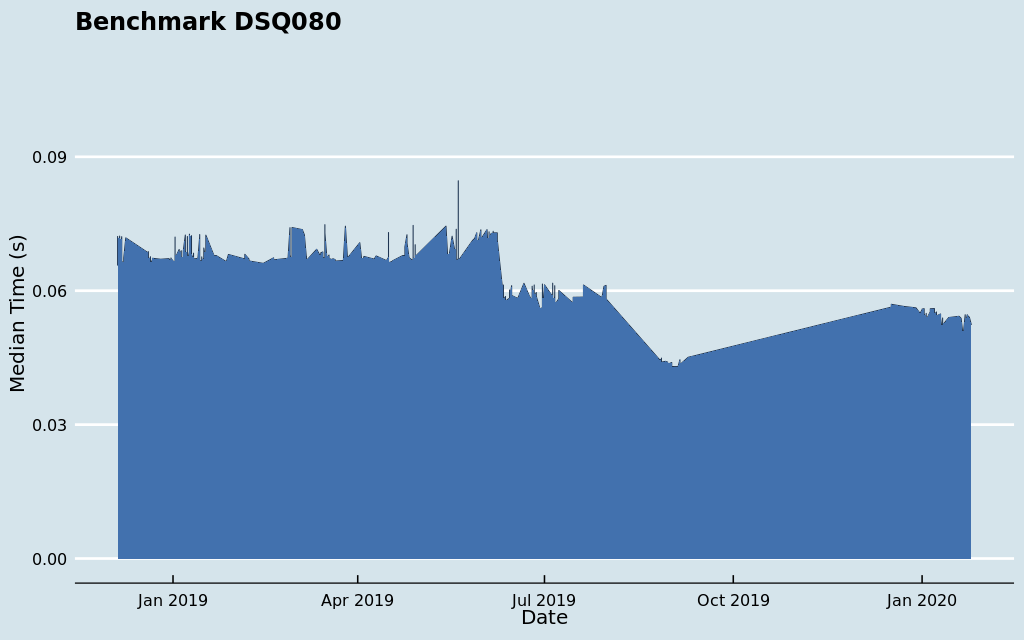 Benchmark DSQ080
Median Time (s)
0.09
0.06
0.03
0.00
Jan 2019
Apr 2019
Jul 2019
Oct 2019
Jan 2020
Date